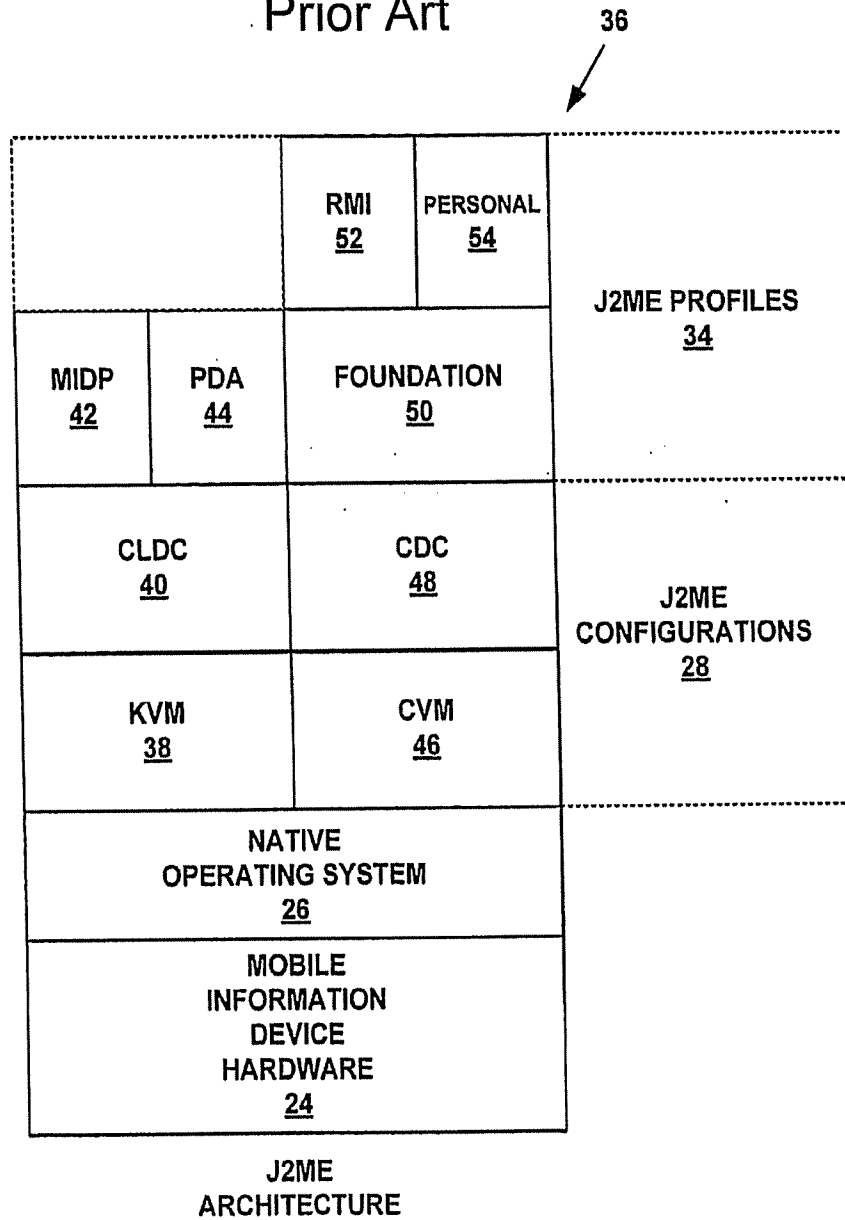 Prior Art
36
RMI
52
PERSONAL
54
J2ME PROFILES
34
MIDP
42
PDA
44
FOUNDATION
50
CLDC
40
CDC
48
J2ME
CONFIGURATIONS
28
KVM
38
CVM
46
NATIVE
OPERATING SYSTEM
26
MOBILE
INFORMATION
DEVICE
HARDWARE
24
J2ME
ARCHITECTURE